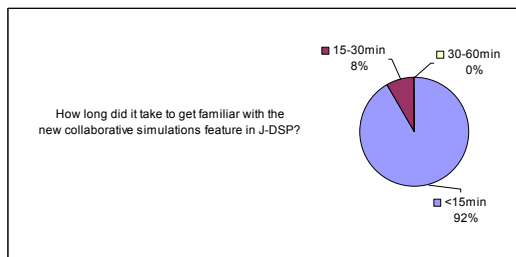 How long did it take to get familiar with the
new collaborative simulations feature in J-DSP?
15-30min
8%
30-60min
0%
<15min
92%